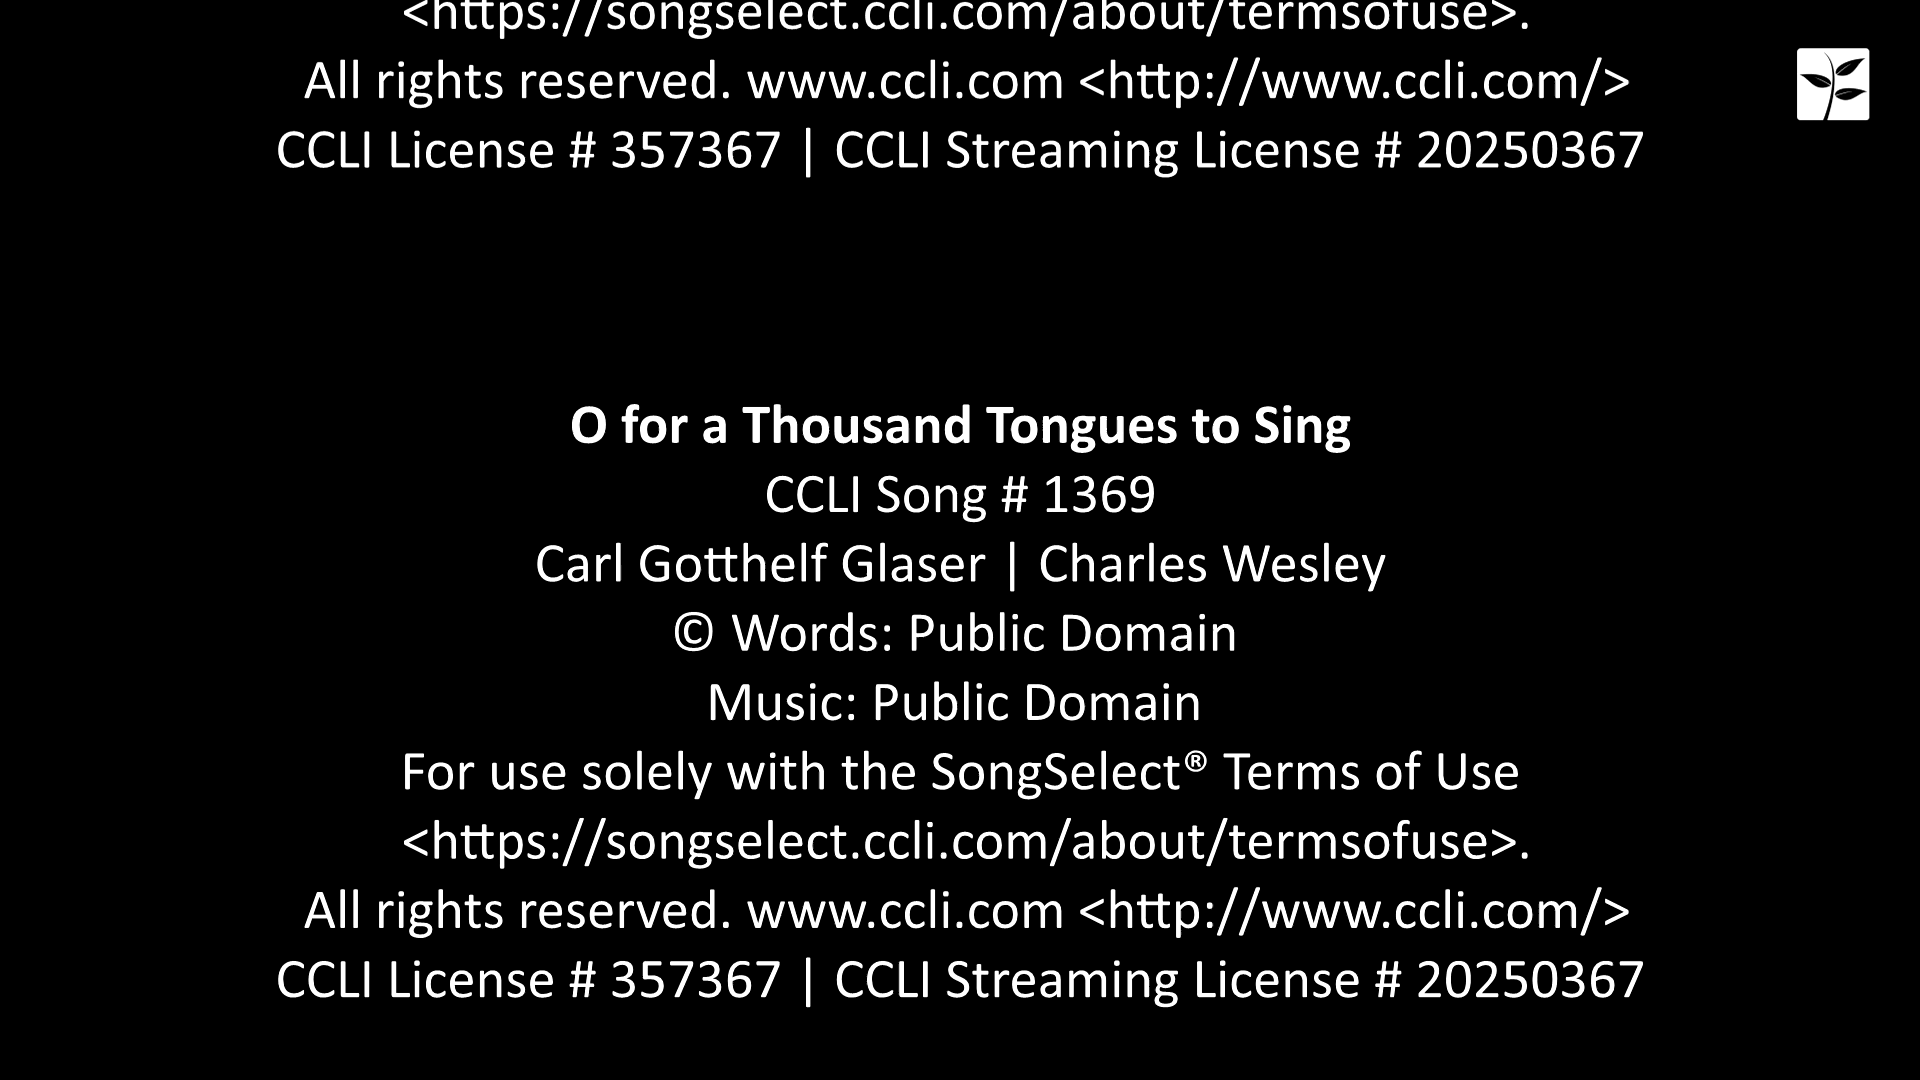 <https://songselect.ccli.com/about/termsofuse>.
All rights reserved. www.ccli.com <http://www.ccli.com/>
CCLI License # 357367 | CCLI Streaming License # 20250367
O for a Thousand Tongues to Sing
CCLI Song # 1369
Carl Gotthelf Glaser | Charles Wesley
© Words: Public Domain
Music: Public Domain
For use solely with the SongSelect® Terms of Use
<https://songselect.ccli.com/about/termsofuse>.
All rights reserved. www.ccli.com <http://www.ccli.com/>
CCLI License # 357367 | CCLI Streaming License # 20250367